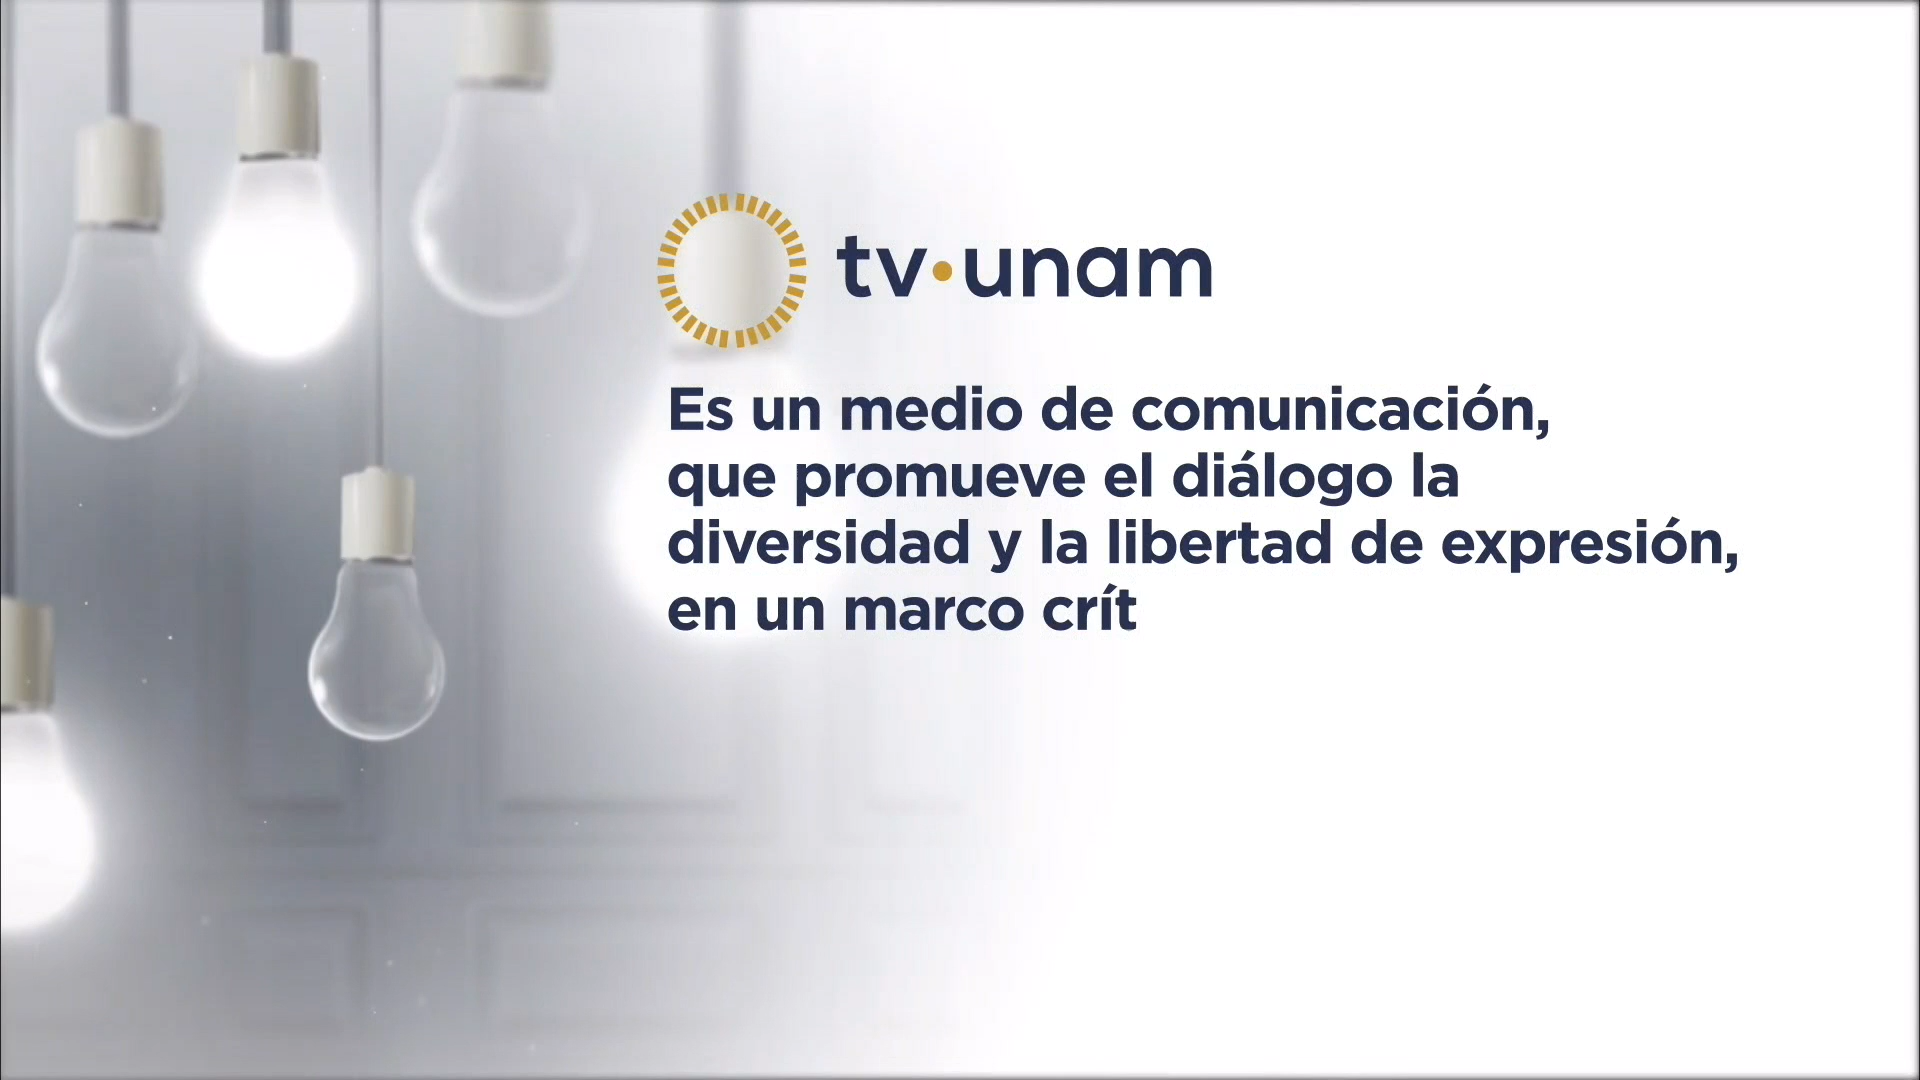 tv·unam
Es un medio de comunicación,
que promueve el diálogo la
diversidad y la libertad de expresión,
en un marco crít